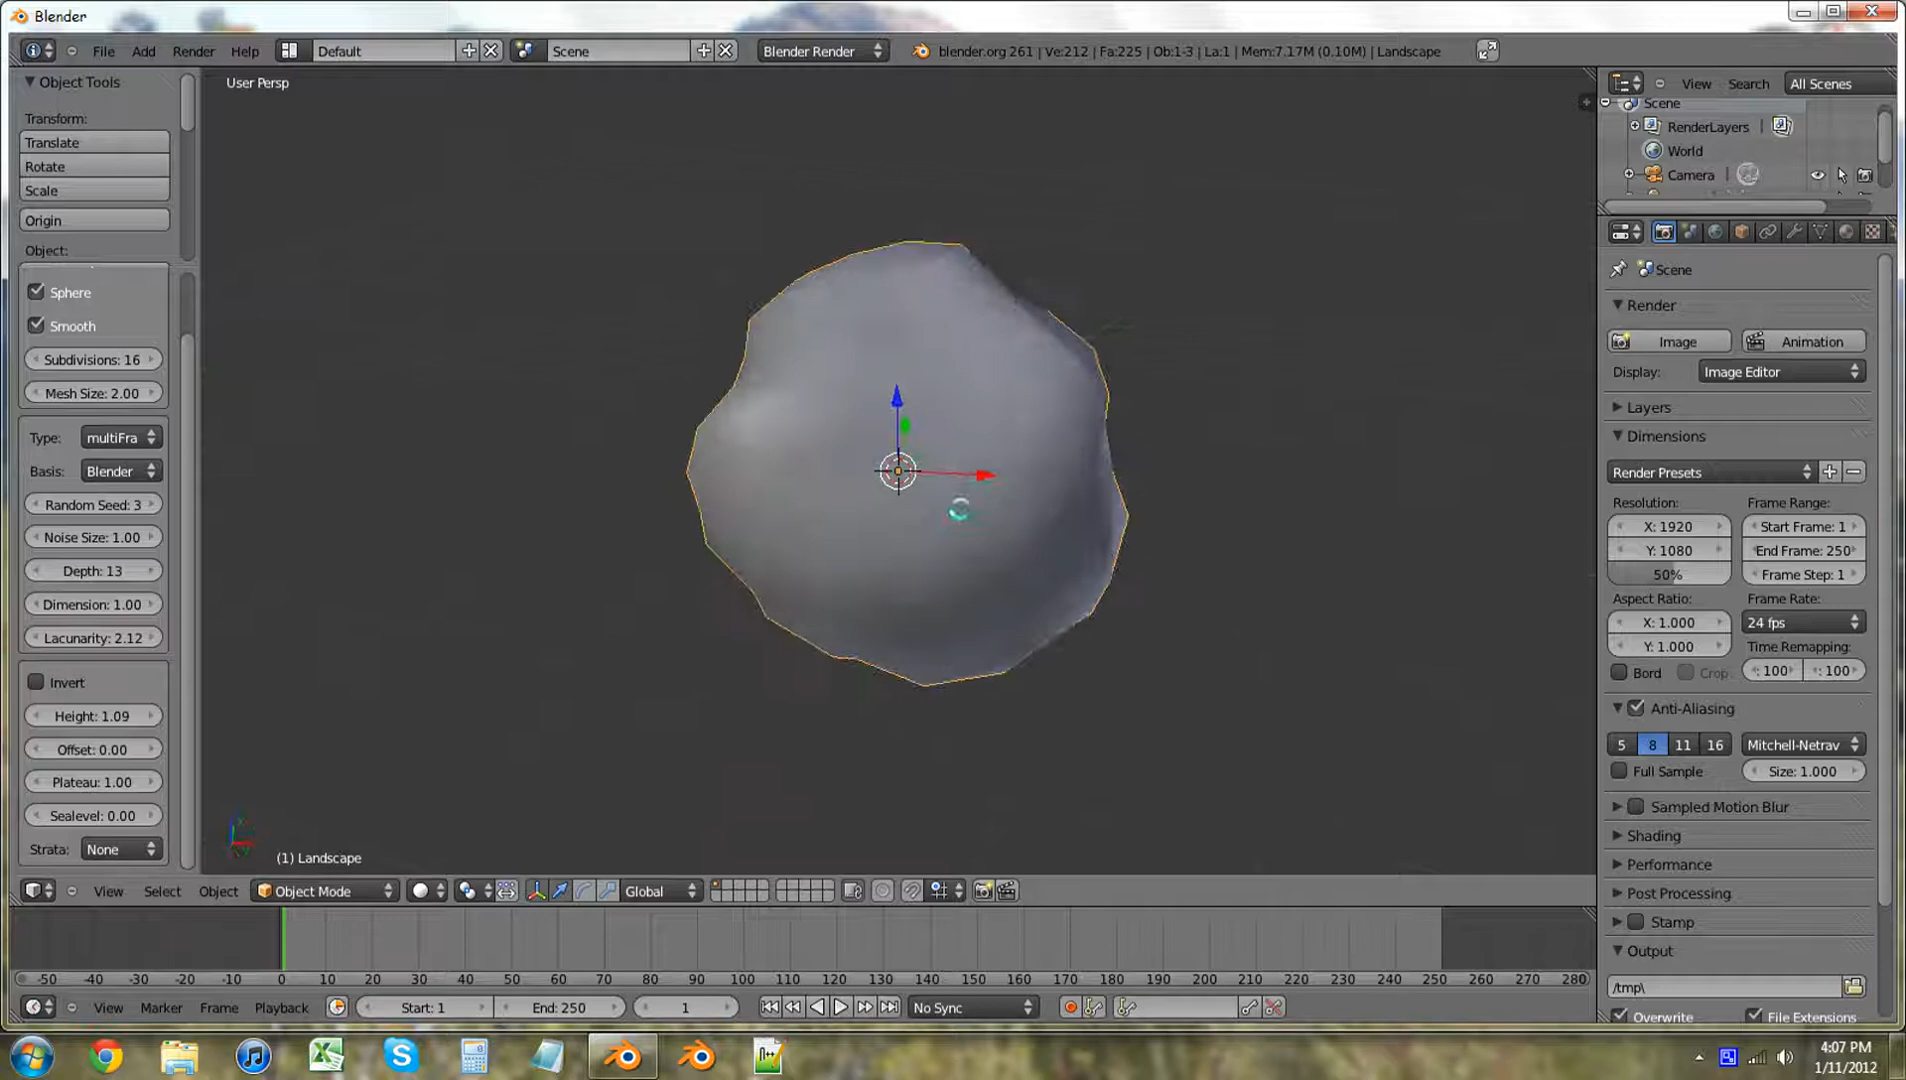 Blender
File Add Render Help Default Scene Blender Render blender.org 261 | Ve:212 | Fa:225 | Ob:1-3 | La:1 | Mem:7.17M (0.10M) | Landscape
Object Tools
Transform:
Translate
Rotate
Scale
Origin
Object:
Sphere
Smooth
Subdivisions: 16
Mesh Size: 2.00
Type: multiFra
Basis: Blender
Random Seed: 3
Noise Size: 1.00
Depth: 13
Dimension: 1.00
Lacunarity: 2.12
Invert
Height: 1.09
Offset: 0.00
Plateau: 1.00
Sealevel: 0.00
Strata: None
User Persp
(1) Landscape
View Search All Scenes
Scene
RenderLayers
World
Camera
Scene
Render
Image Animation
Display: Image Editor
Layers
Dimensions
Render Presets
Resolution: Frame Range:
X: 1920 Start Frame: 1
Y: 1080 End Frame: 250
50% Frame Step: 1
Aspect Ratio: Frame Rate:
X: 1.000 24 fps
Y: 1.000 Time Remapping:
Bord Crop : 100 : 100
Anti-Aliasing
5 8 11 16 Mitchell-Netrav
Full Sample Size: 1.000
Sampled Motion Blur
Shading
Performance
Post Processing
Stamp
Output
/tmp\
Overwrite File Extensions
View Select Object Object Mode Global
-50 -40 -30 -20 -10 0 10 20 30 40 50 60 70 80 90 100 110 120 130 140 150 160 170 180 190 200 210 220 230 240 250 260 270 280
View Marker Frame Playback Start: 1 End: 250 1 No Sync
4:07 PM
1/11/2012